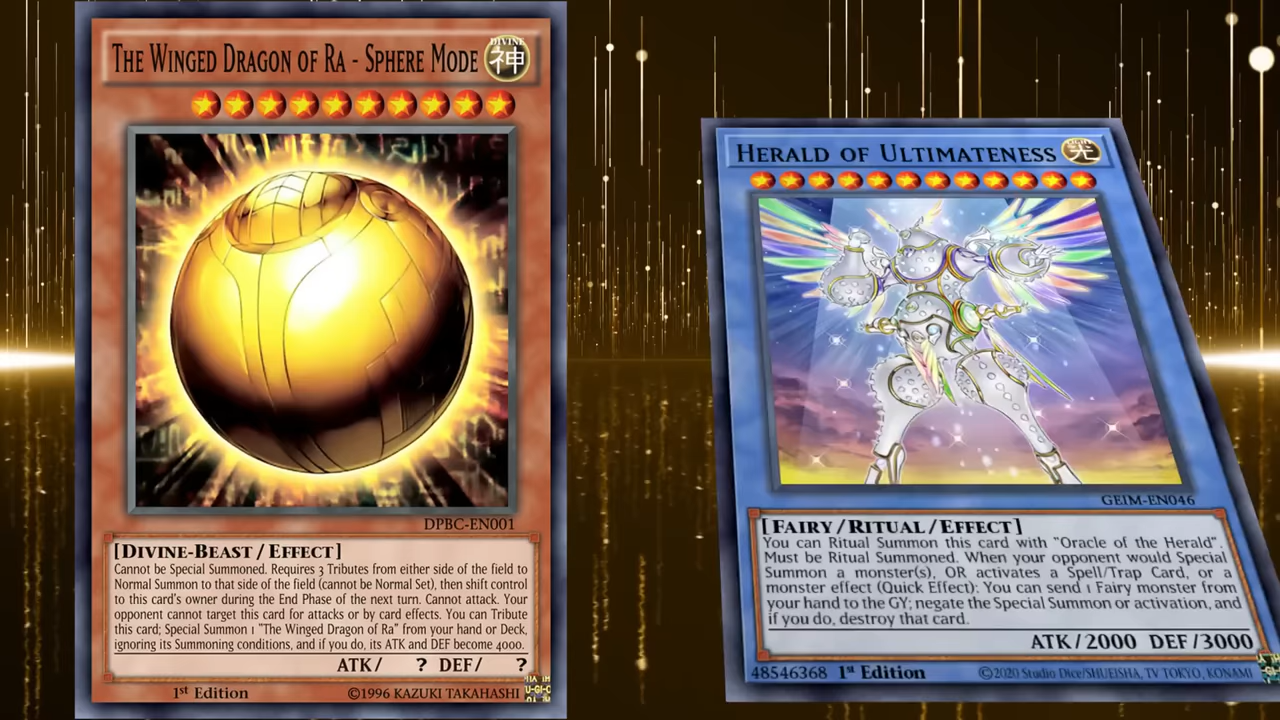 THE WINGED DRAGON OF RA - SPHERE MODE
DIVINE
神
DPBC-EN001
[DIVINE-BEAST / EFFECT]
Cannot be Special Summoned. Requires 3 Tributes from either side of the field to
Normal Summon to that side of the field (cannot be Normal Set), then shift control
to this card's owner during the End Phase of the next turn. Cannot attack. Your
opponent cannot target this card for attacks or by card effects. You can Tribute
this card; Special Summon 1 "The Winged Dragon of Ra" from your hand or Deck,
ignoring its Summoning conditions, and if you do, its ATK and DEF become 4000.
ATK/ ? DEF/ ?
1st Edition ©1996 KAZUKI TAKAHASHI
HERALD OF ULTIMATENESS
LIGHT
光
GEIM-EN046
[FAIRY / RITUAL / EFFECT]
You can Ritual Summon this card with "Oracle of the Herald".
Must be Ritual Summoned. When your opponent would Special
Summon a monster(s), OR activates a Spell/Trap Card, or a
monster effect (Quick Effect): You can send 1 Fairy monster from
your hand to the GY; negate the Special Summon or activation, and
if you do, destroy that card.
ATK/2000 DEF/3000
48546368 1st Edition ©2020 Studio Dice/SHUEISHA, TV TOKYO, KONAMI